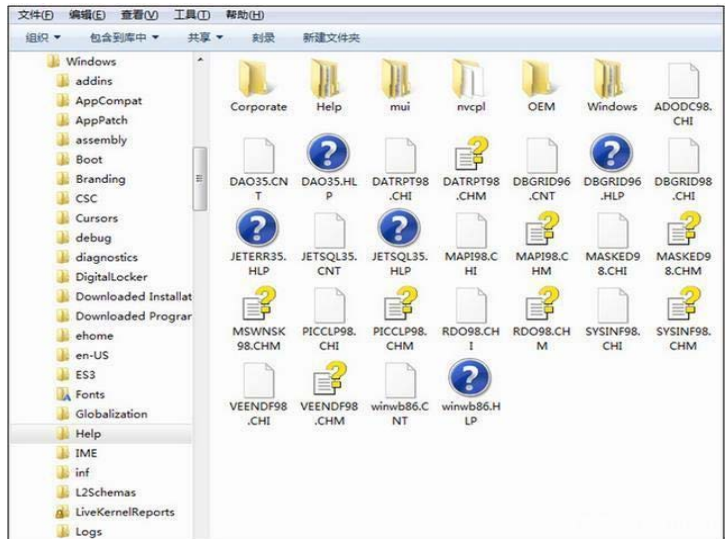 文件(F) 编辑(E) 查看(V) 工具(T) 帮助(H)
组织 包含到库中 共享 刻录 新建文件夹
Windows
addins
AppCompat
AppPatch
assembly
Boot
Branding
CSC
Cursors
debug
diagnostics
DigitalLocker
Downloaded Installat
Downloaded Prograr
ehome
en-US
ES3
Fonts
Globalization
Help
IME
inf
L2Schemas
LiveKernelReports
Logs
Corporate Help mui nvcpl OEM Windows ADODC98.
CHI
DAO35.CN DAO35.HL DATRPT98 DATRPT98 DBGRID96 DBGRID96 DBGRID98
T P .CHI .CHM .CNT .HLP .CHI
JETERR35. JETSQL35. JETSQL35. MAPI98.C MAPI98.C MASKED9 MASKED9
HLP CNT HLP HI HM 8.CHI 8.CHM
MSWNSK PICCLP98. PICCLP98. RDO98.CH RDO98.CH SYSINF98. SYSINF98.
98.CHM CHI CHM I M CHI CHM
VEENDF98 VEENDF98 winwb86.C winwb86.H
.CHI .CHM NT LP